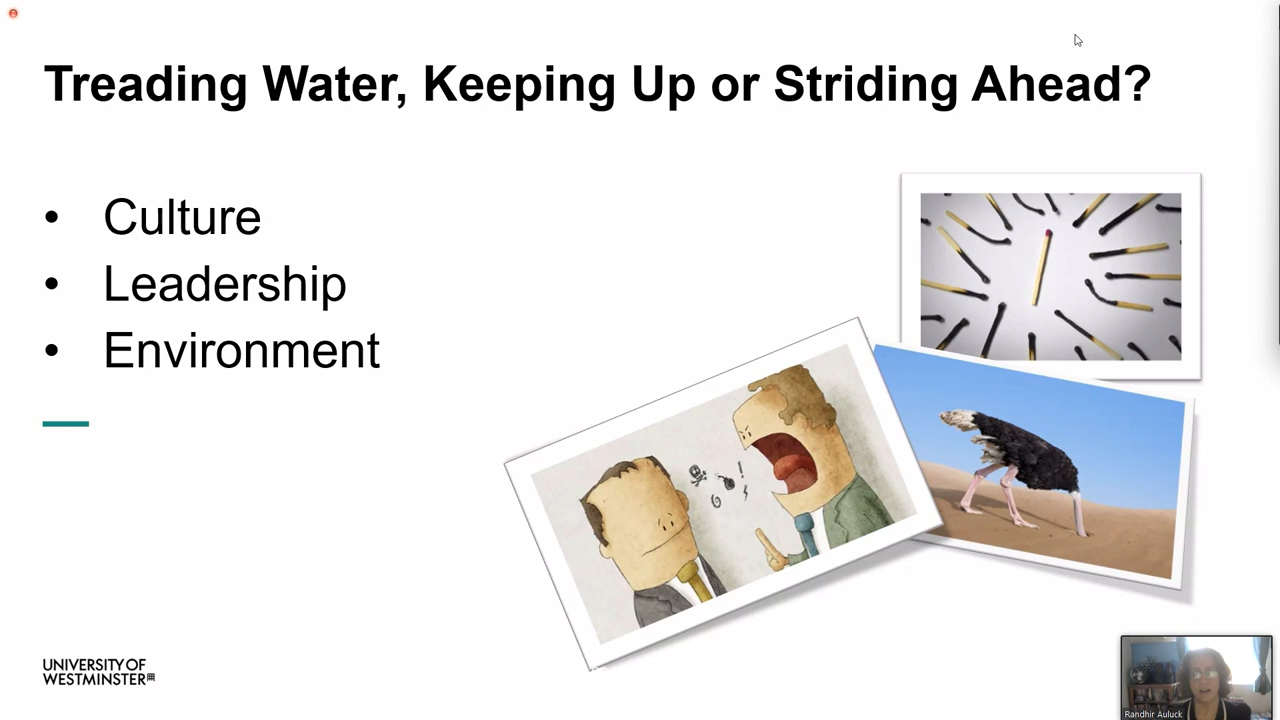 Treading Water, Keeping Up or Striding Ahead?
• Culture
• Leadership
• Environment
UNIVERSITY OF
WESTMINSTER
Randhir Auluck